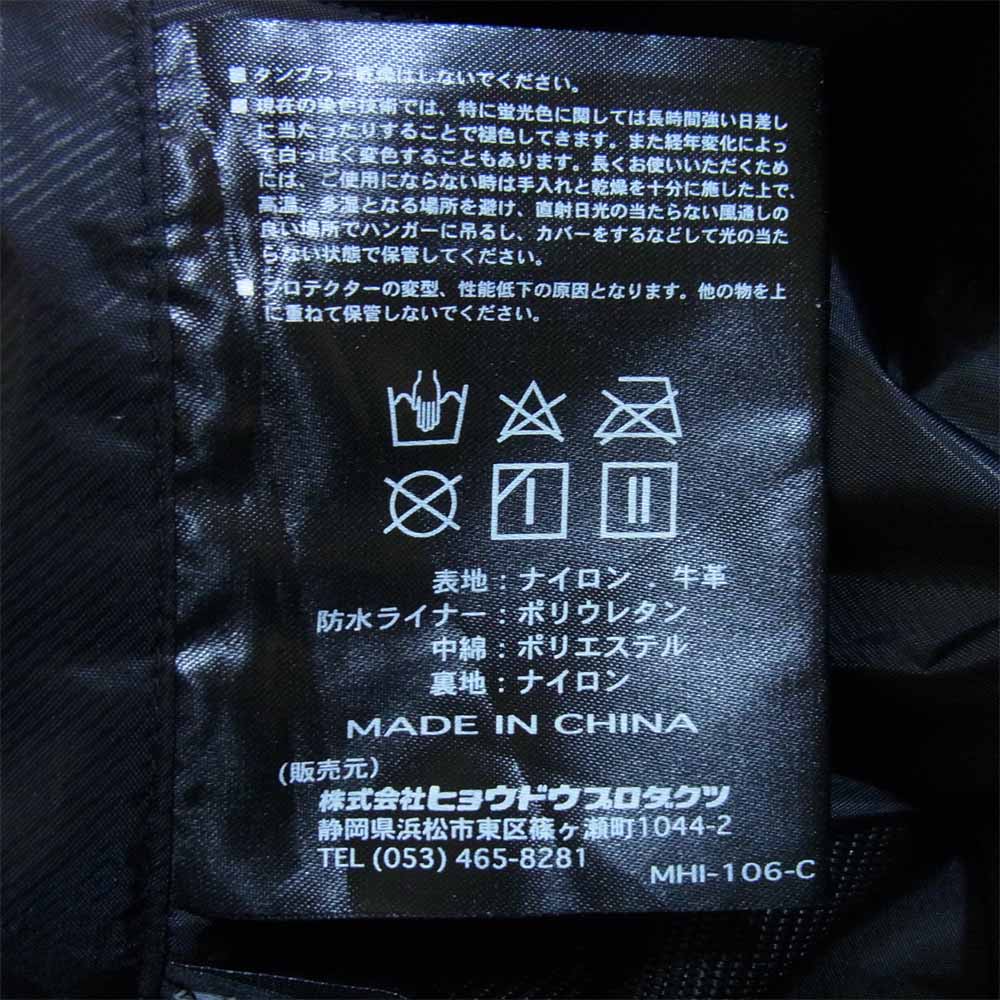 ■タンブラー乾燥はしないでください。
■現在の染色技術では、特に蛍光色に関しては長時間強い日差し
に当たったりすることで褪色してきます。また経年変化によっ
て白っぽく変色することもあります。長くお使いいただくため
には、ご使用にならない時は手入れと乾燥を十分に施した上で、
高温、多湿となる場所を避け、直射日光の当たらない風通しの
良い場所でハンガーに吊るし、カバーをするなどして光の当た
らない状態で保管してください。
■プロテクターの変型、性能低下の原因となります。他の物を上
に重ねて保管しないでください。
表地：ナイロン．牛革
防水ライナー：ポリウレタン
中綿：ポリエステル
裏地：ナイロン
MADE IN CHINA
（販売元）
株式会社ヒョウドウプロダクツ
静岡県浜松市東区篠ヶ瀬町1044-2
TEL (053) 465-8281
MHI-106-C